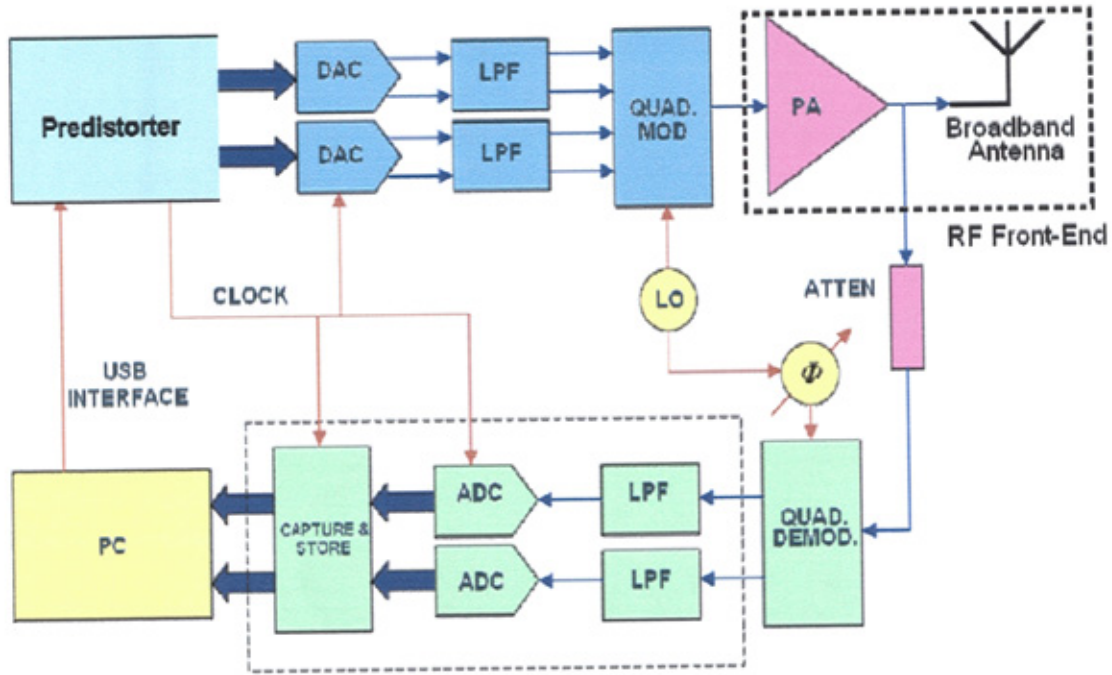 Predistorter
DAC
LPF
DAC
LPF
QUAD.
MOD
PA
Broadband
Antenna
RF Front-End
LO
ATTEN
CLOCK
Φ
USB
INTERFACE
PC
CAPTURE &
STORE
ADC
LPF
ADC
LPF
QUAD.
DEMOD.